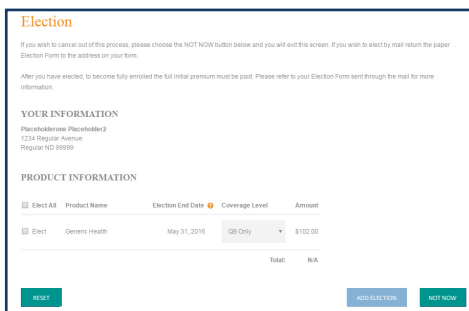 Election
If you wish to cancel out of this process, please choose the NOT NOW button below and you will exit this screen. If you wish to elect by mail return the paper
Election Form to the address on your form.
After you have elected, to become fully enrolled the full initial premium must be paid. Please refer to your Election Form sent through the mail for more
information.
YOUR INFORMATION
Placeholderone Placeholder2
1234 Regular Avenue
Regular ND 99999
PRODUCT INFORMATION
Elect All Product Name Election End Date ? Coverage Level Amount
Elect Generic Health May 31, 2016 QB Only $102.00
Total: N/A
RESET ADD ELECTION NOT NOW